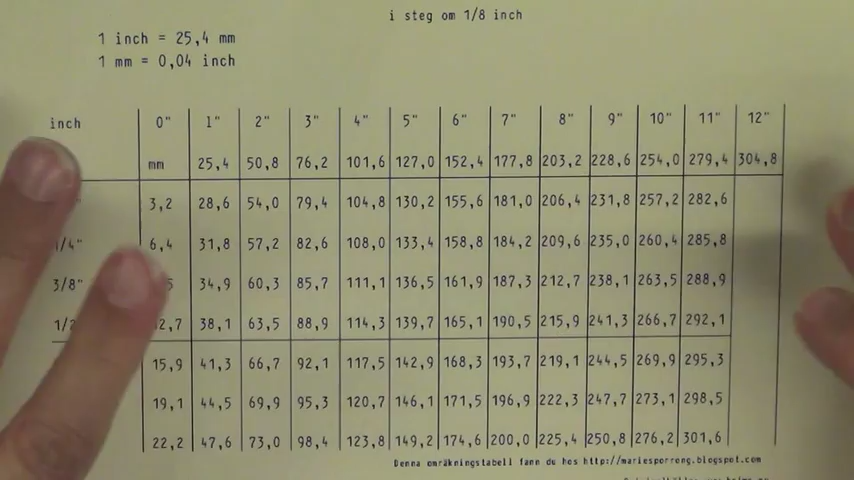 i steg om 1/8 inch
1 inch = 25,4 mm
1 mm = 0,04 inch
inch 0" 1" 2" 3" 4" 5" 6" 7" 8" 9" 10" 11" 12"
mm 25,4 50,8 76,2 101,6 127,0 152,4 177,8 203,2 228,6 254,0 279,4 304,8
3,2 28,6 54,0 79,4 104,8 130,2 155,6 181,0 206,4 231,8 257,2 282,6
6,4 31,8 57,2 82,6 108,0 133,4 158,8 184,2 209,6 235,0 260,4 285,8
3/8" 34,9 60,3 85,7 111,1 136,5 161,9 187,3 212,7 238,1 263,5 288,9
38,1 63,5 88,9 114,3 139,7 165,1 190,5 215,9 241,3 266,7 292,1
15,9 41,3 66,7 92,1 117,5 142,9 168,3 193,7 219,1 244,5 269,9 295,3
19,1 44,5 69,9 95,3 120,7 146,1 171,5 196,9 222,3 247,7 273,1 298,5
22,2 47,6 73,0 98,4 123,8 149,2 174,6 200,0 225,4 250,8 276,2 301,6
Denna omräkningstabell fann du hos http://mariesporrong.blogspot.com